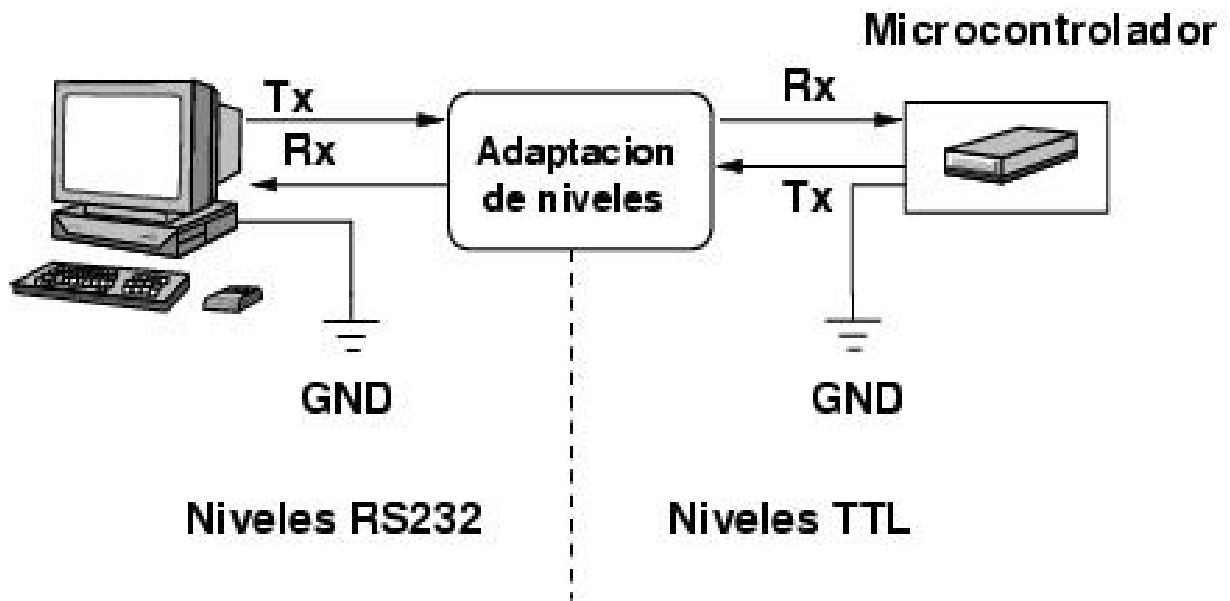 Microcontrolador
Tx
Rx
Adaptacion
de niveles
Rx
Tx
GND
GND
Niveles RS232
Niveles TTL